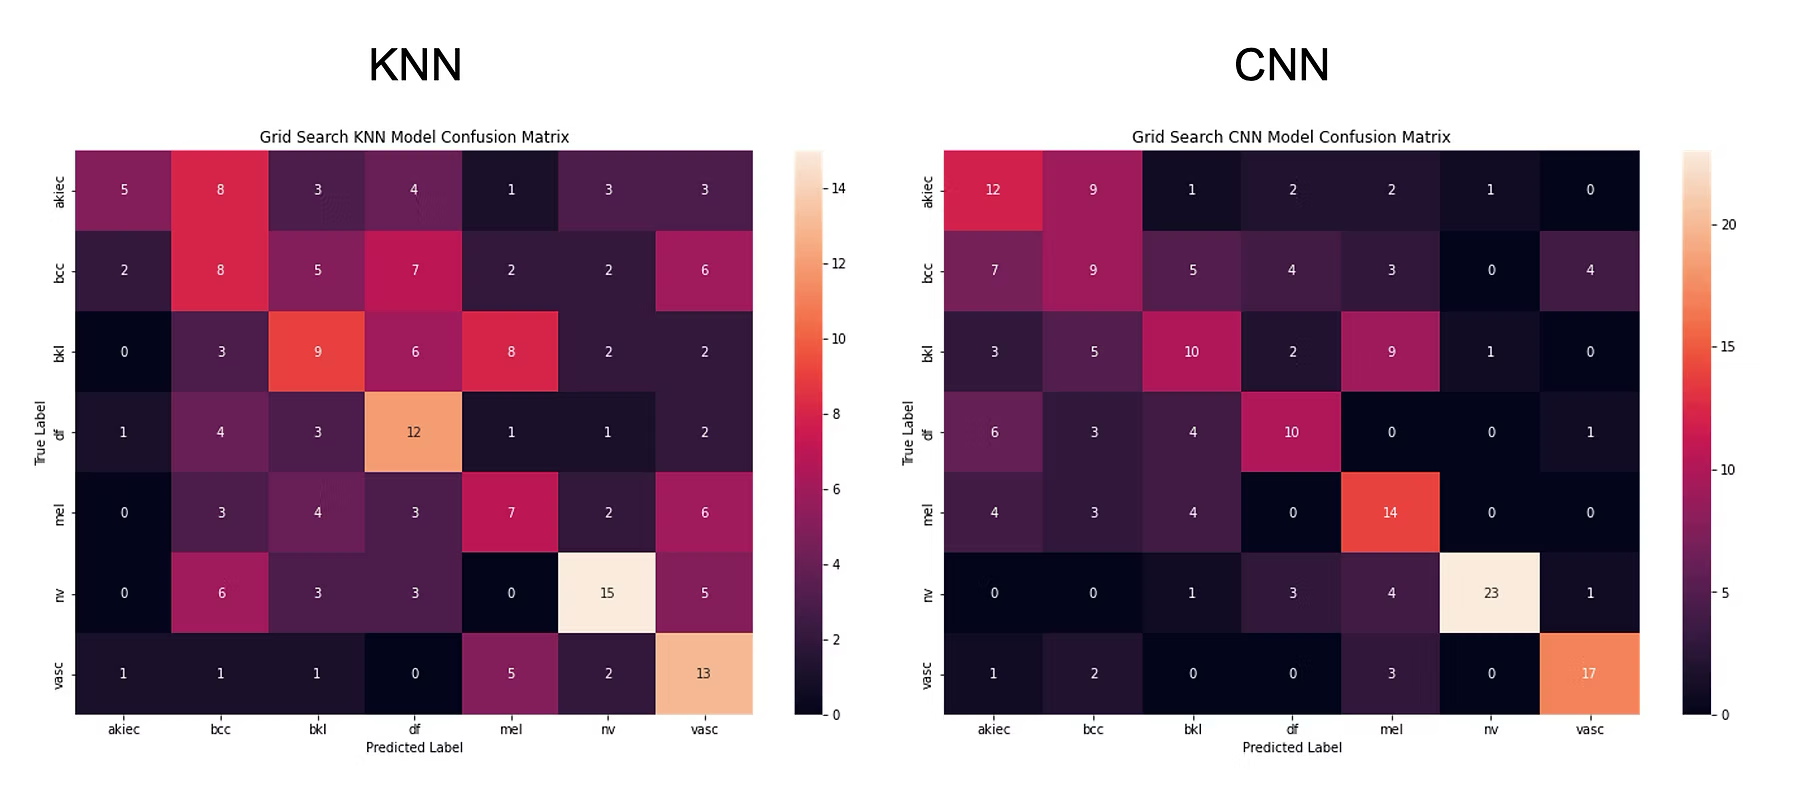 KNN
Grid Search KNN Model Confusion Matrix
True Label
akiec 5 8 3 4 1 3 3
bcc 2 8 5 7 2 2 6
bkl 0 3 9 6 8 2 2
df 1 4 3 12 1 1 2
mel 0 3 4 3 7 2 6
nv 0 6 3 3 0 15 5
vasc 1 1 1 0 5 2 13
akiec bcc bkl df mel nv vasc
Predicted Label
14
12
10
8
6
4
2
0
CNN
Grid Search CNN Model Confusion Matrix
True Label
akiec 12 9 1 2 2 1 0
bcc 7 9 5 4 3 0 4
bkl 3 5 10 2 9 1 0
df 6 3 4 10 0 0 1
mel 4 3 4 0 14 0 0
nv 0 0 1 3 4 23 1
vasc 1 2 0 0 3 0 17
akiec bcc bkl df mel nv vasc
Predicted Label
20
15
10
5
0